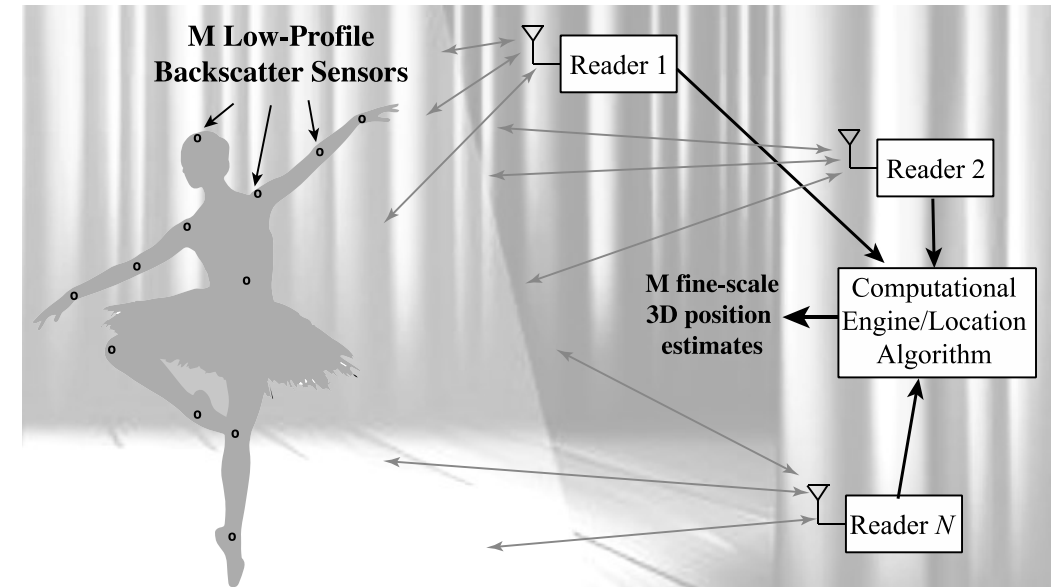 M Low-Profile
Backscatter Sensors
Reader 1
Reader 2
M fine-scale
3D position
estimates
Computational
Engine/Location
Algorithm
Reader N